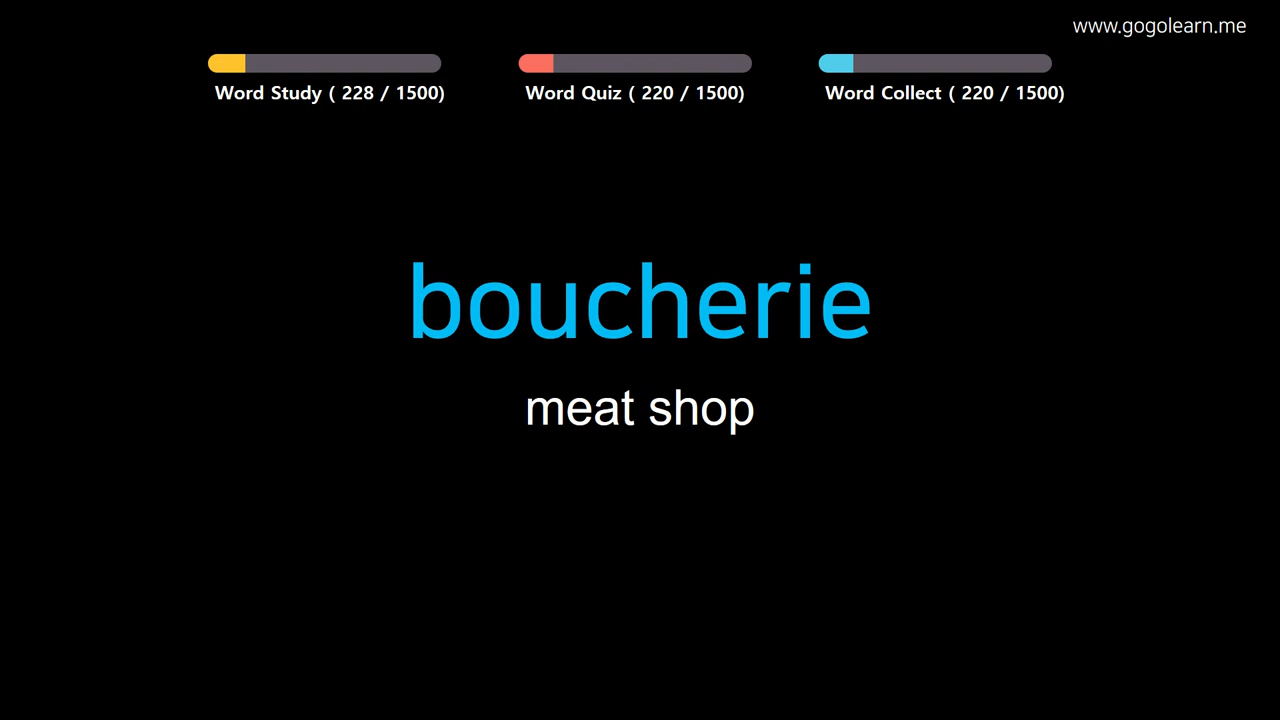 www.gogolearn.me
Word Study ( 228 / 1500)
Word Quiz ( 220 / 1500)
Word Collect ( 220 / 1500)
boucherie
meat shop